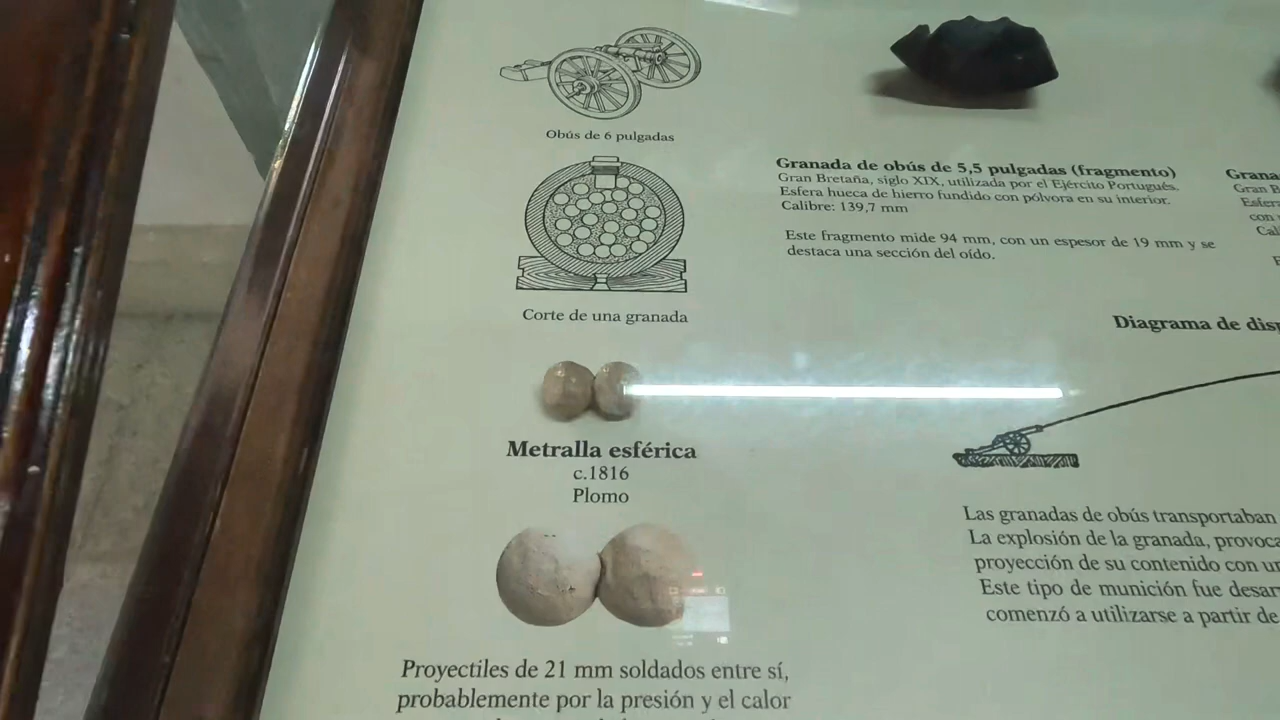 Obús de 6 pulgadas
Corte de una granada
Granada de obús de 5,5 pulgadas (fragmento)
Gran Bretaña, siglo XIX, utilizada por el Ejército Portugués.
Esfera hueca de hierro fundido con pólvora en su interior.
Calibre: 139,7 mm
Este fragmento mide 94 mm, con un espesor de 19 mm y se
destaca una sección del oído.
Metralla esférica
c.1816
Plomo
Proyectiles de 21 mm soldados entre sí,
probablemente por la presión y el calor
Diagrama de
Las granadas de obús transportaban
La explosión de la granada,
proyección de su contenido con
Este tipo de munición fue
comenzó a utilizarse a partir de